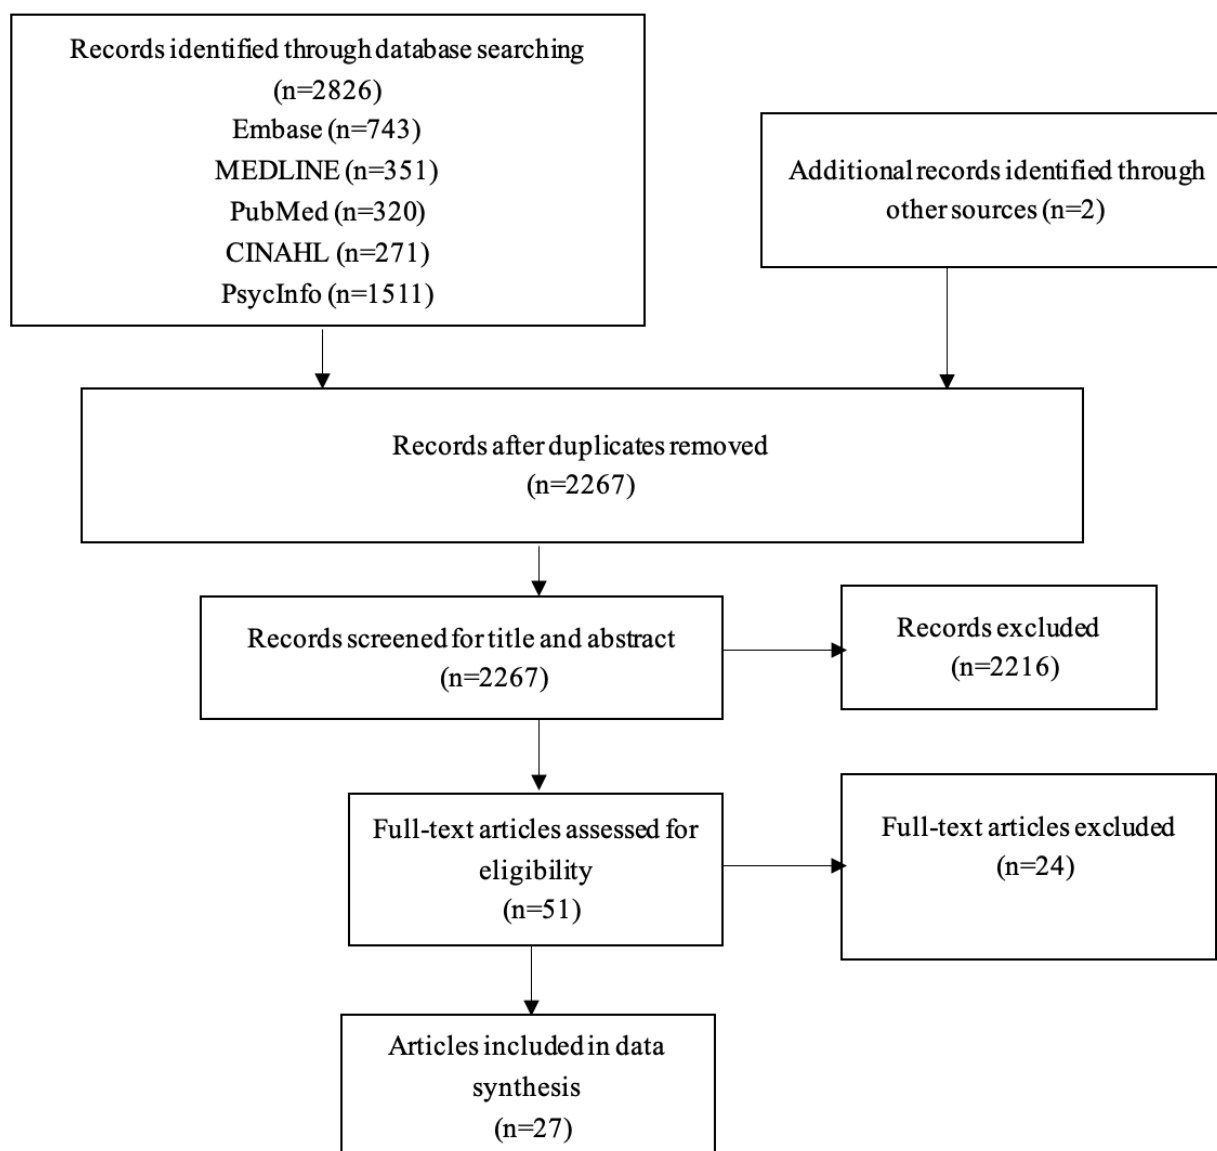 Records identified through database searching
(n=2826)
Embase (n=743)
MEDLINE (n=351)
PubMed (n=320)
CINAHL (n=271)
PsycInfo (n=1511)
Additional records identified through
other sources (n=2)
Records after duplicates removed
(n=2267)
Records screened for title and abstract
(n=2267)
Records excluded
(n=2216)
Full-text articles assessed for
eligibility
(n=51)
Full-text articles excluded
(n=24)
Articles included in data
synthesis
(n=27)